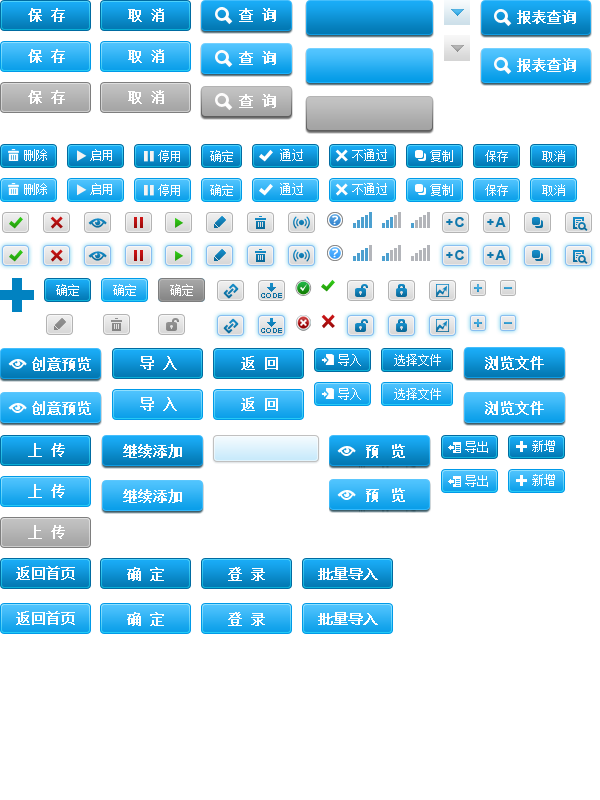 保 存 取 消 查 询 报表查询
保 存 取 消 查 询 报表查询
保 存 取 消 查 询
删除 启用 停用 确定 通过 不通过 复制 保存 取消
删除 启用 停用 确定 通过 不通过 复制 保存 取消
? +C +A
? +C +A
确定 确定 确定 CODE
CODE
创意预览 导 入 返 回 导入 选择文件 浏览文件
创意预览 导 入 返 回 导入 选择文件 浏览文件
上 传 继续添加 预 览 导出 新增
上 传 继续添加 预 览 导出 新增
上 传
返回首页 确 定 登 录 批量导入
返回首页 确 定 登 录 批量导入